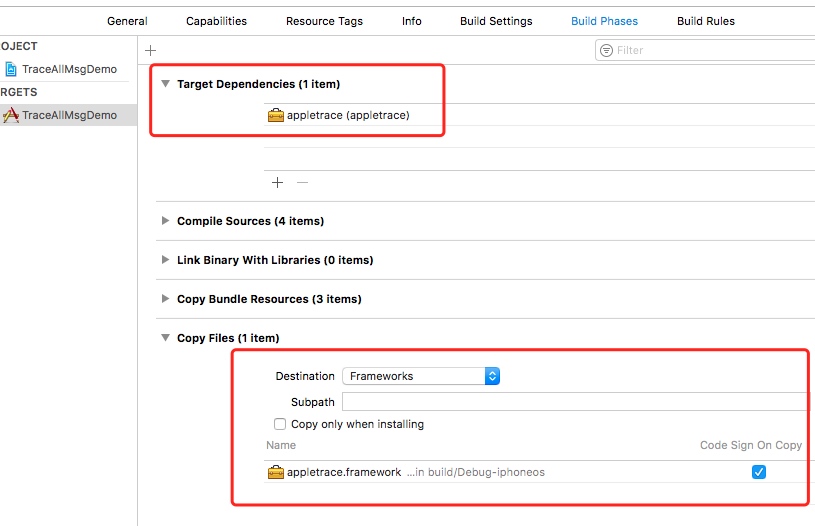 General Capabilities Resource Tags Info Build Settings Build Phases Build Rules
OJECT
TraceAllMsgDemo
RGETS
TraceAllMsgDemo
Filter
Target Dependencies (1 item)
appletrace (appletrace)
Compile Sources (4 items)
Link Binary With Libraries (0 items)
Copy Bundle Resources (3 items)
Copy Files (1 item)
Destination Frameworks
Subpath
Copy only when installing
Name Code Sign On Copy
appletrace.framework ...in build/Debug-iphoneos